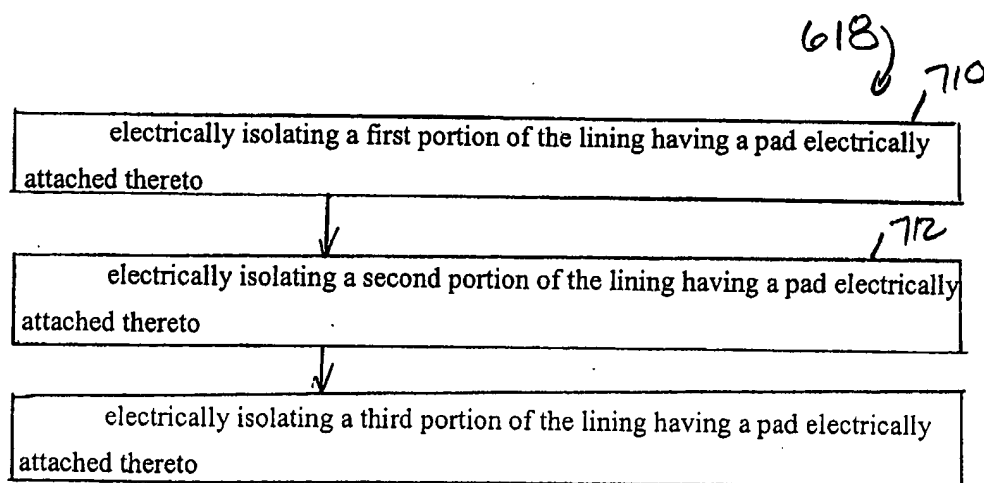 618
710
electrically isolating a first portion of the lining having a pad electrically
attached thereto
712
electrically isolating a second portion of the lining having a pad electrically
attached thereto
electrically isolating a third portion of the lining having a pad electrically
attached thereto